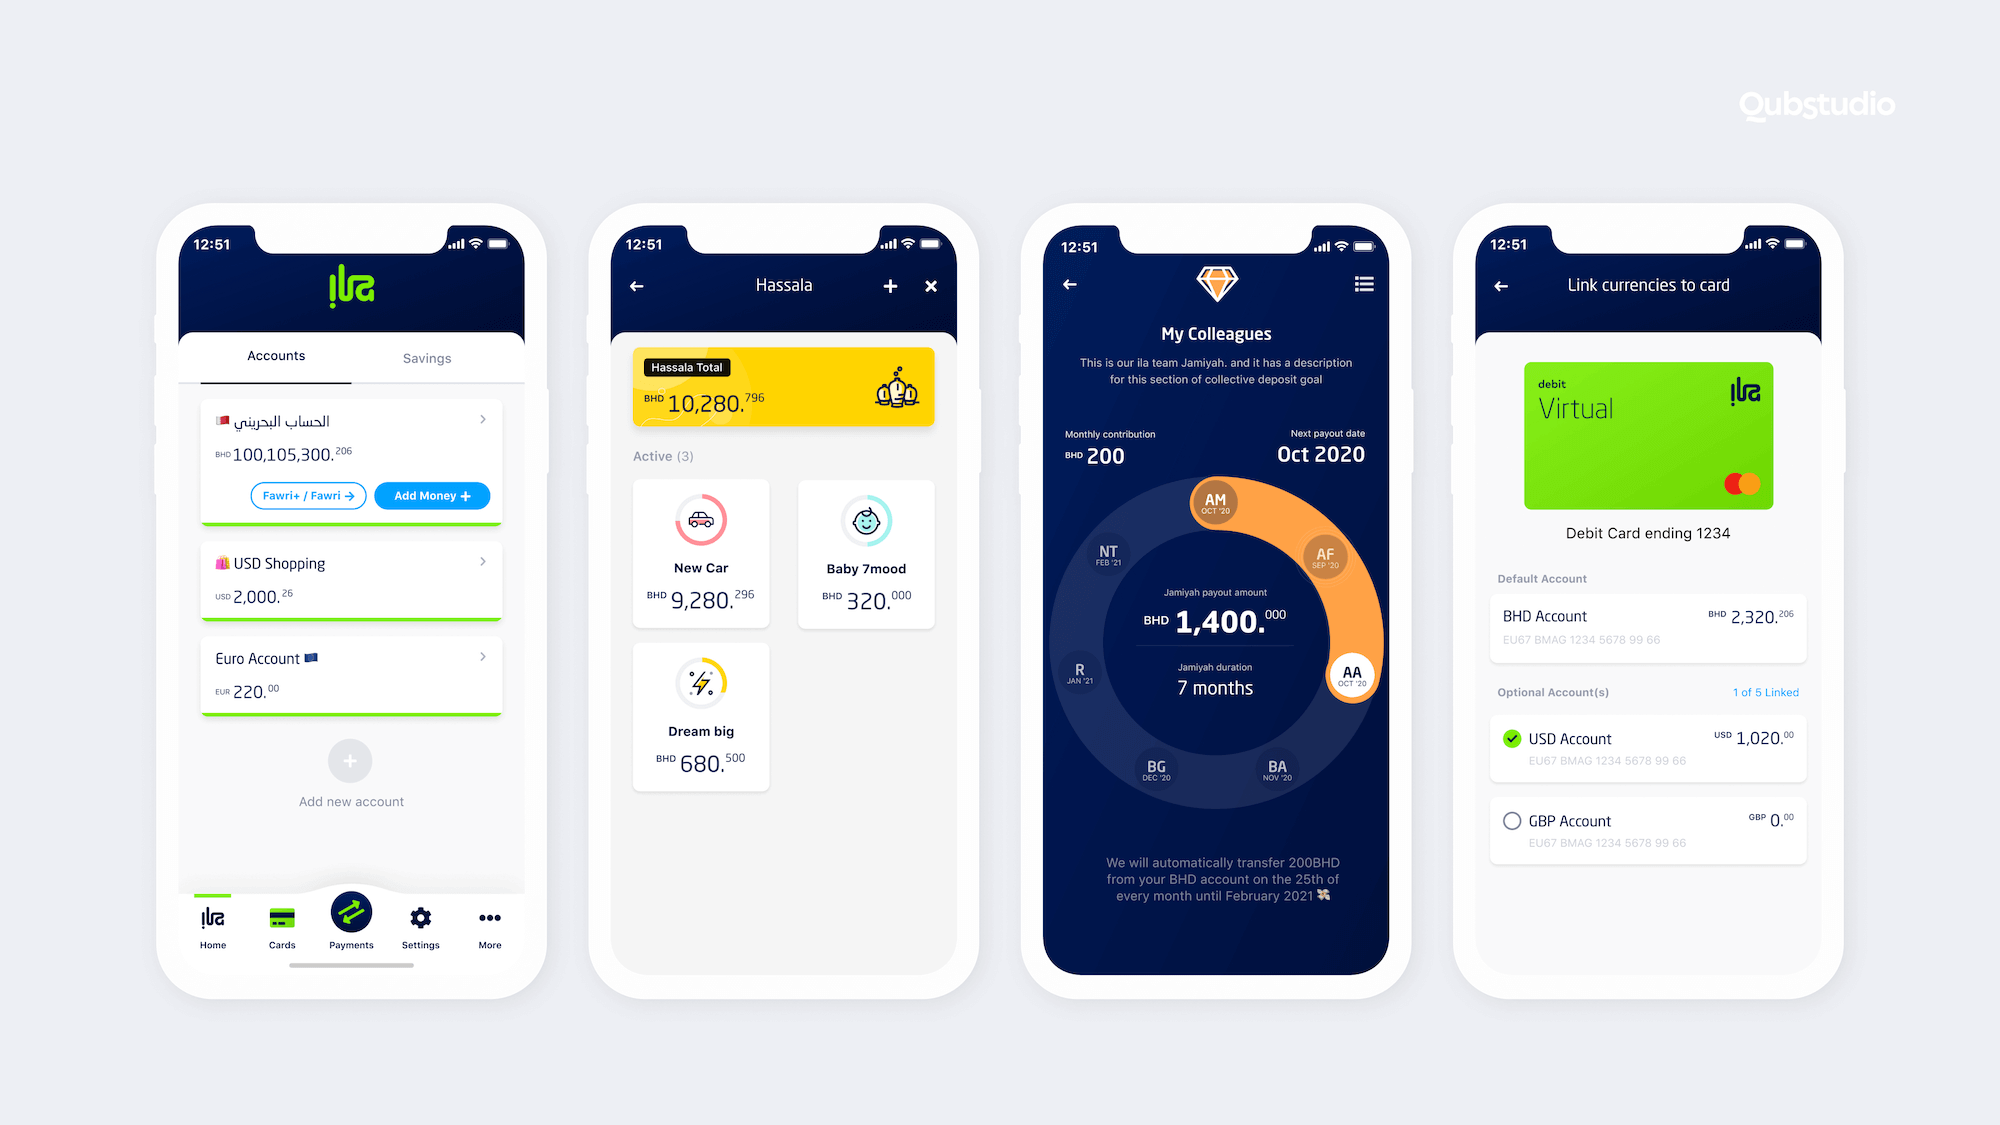 Qubstudio
12:51
ila
Accounts
Savings
الحساب البحريني
BHD 100,105,300.206
Fawri+ / Fawri →
Add Money +
USD Shopping
USD 2,000.26
Euro Account
EUR 220.00
+
Add new account
ila
Home
Cards
Payments
Settings
More
12:51
Hassala
Hassala Total
BHD 10,280.796
Active (3)
New Car
BHD 9,280.296
Baby 7mood
BHD 320.000
Dream big
BHD 680.500
12:51
My Colleagues
This is our ila team Jamiyah. and it has a description
for this section of collective deposit goal
Monthly contribution
BHD 200
Next payout date
Oct 2020
AM
OCT '20
AF
SEP '20
AA
OCT '20
BA
NOV '20
BG
DEC '20
R
JAN '21
NT
FEB '21
Jamiyah payout amount
BHD 1,400.000
Jamiyah duration
7 months
We will automatically transfer 200BHD
from your BHD account on the 25th of
every month until February 2021
12:51
Link currencies to card
debit
Virtual
ila
Debit Card ending 1234
Default Account
BHD Account
BHD 2,320.206
EU67 BMAG 1234 5678 99 66
Optional Account(s)
1 of 5 Linked
USD Account
USD 1,020.00
EU67 BMAG 1234 5678 99 66
GBP Account
GBP 0.00
EU67 BMAG 1234 5678 99 66